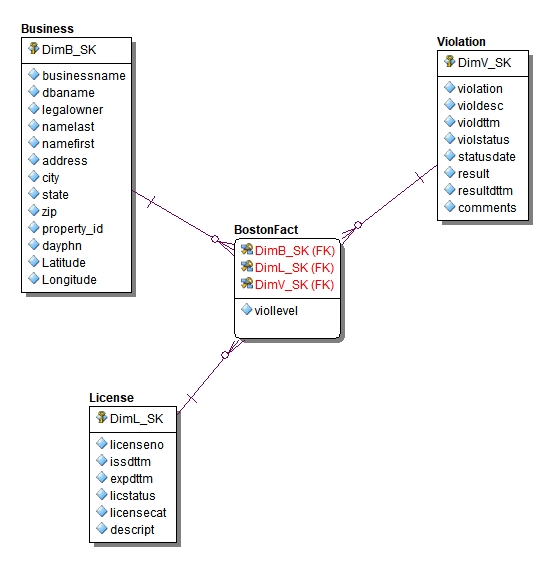 Business
DimB_SK
businessname
dbaname
legalowner
namelast
namefirst
address
city
state
zip
property_id
dayphn
Latitude
Longitude
Violation
DimV_SK
violation
violdesc
violdttm
violstatus
statusdate
result
resultdttm
comments
BostonFact
DimB_SK (FK)
DimL_SK (FK)
DimV_SK (FK)
viollevel
License
DimL_SK
licenseno
issdttm
expdttm
licstatus
licensecat
descript